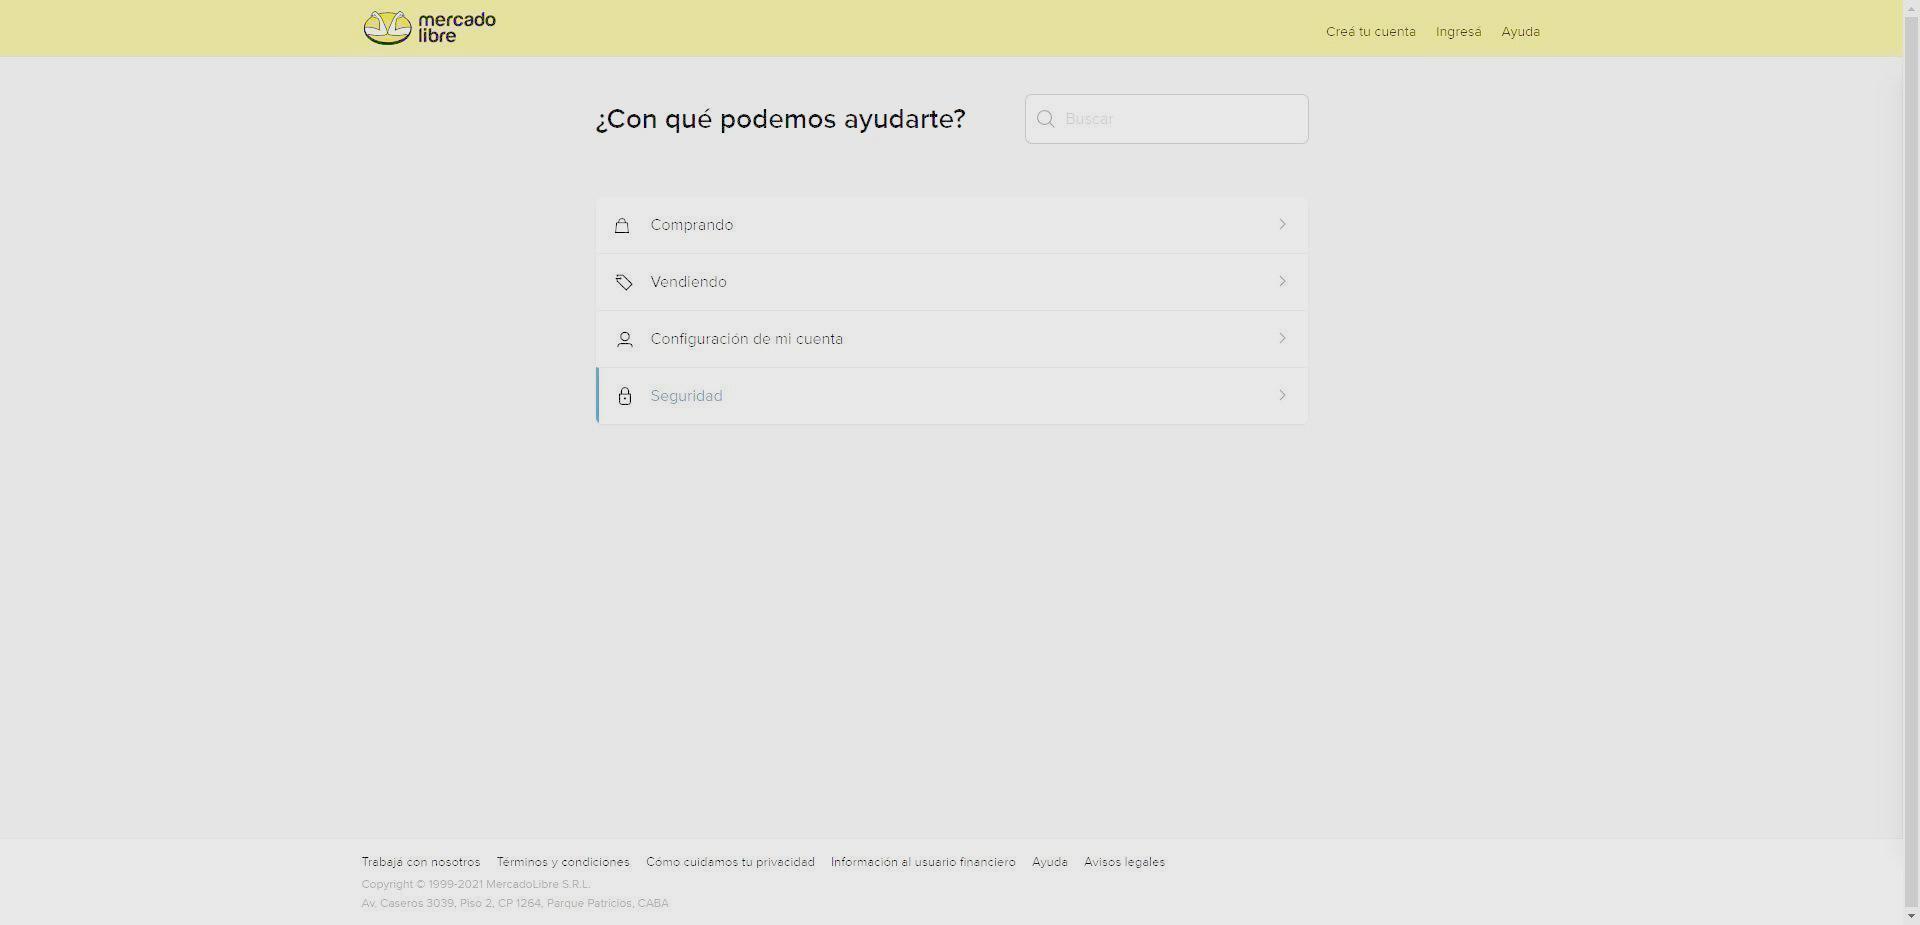 mercado
libre
Creá tu cuenta Ingresá Ayuda
¿Con qué podemos ayudarte?
Buscar
Comprando
Vendiendo
Configuración de mi cuenta
Seguridad
Trabajá con nosotros Términos y condiciones Cómo cuidamos tu privacidad Información al usuario financiero Ayuda Avisos legales
Copyright © 1999-2021 MercadoLibre S.R.L.
Av. Caseros 3039, Piso 2, CP 1264, Parque Patricios, CABA